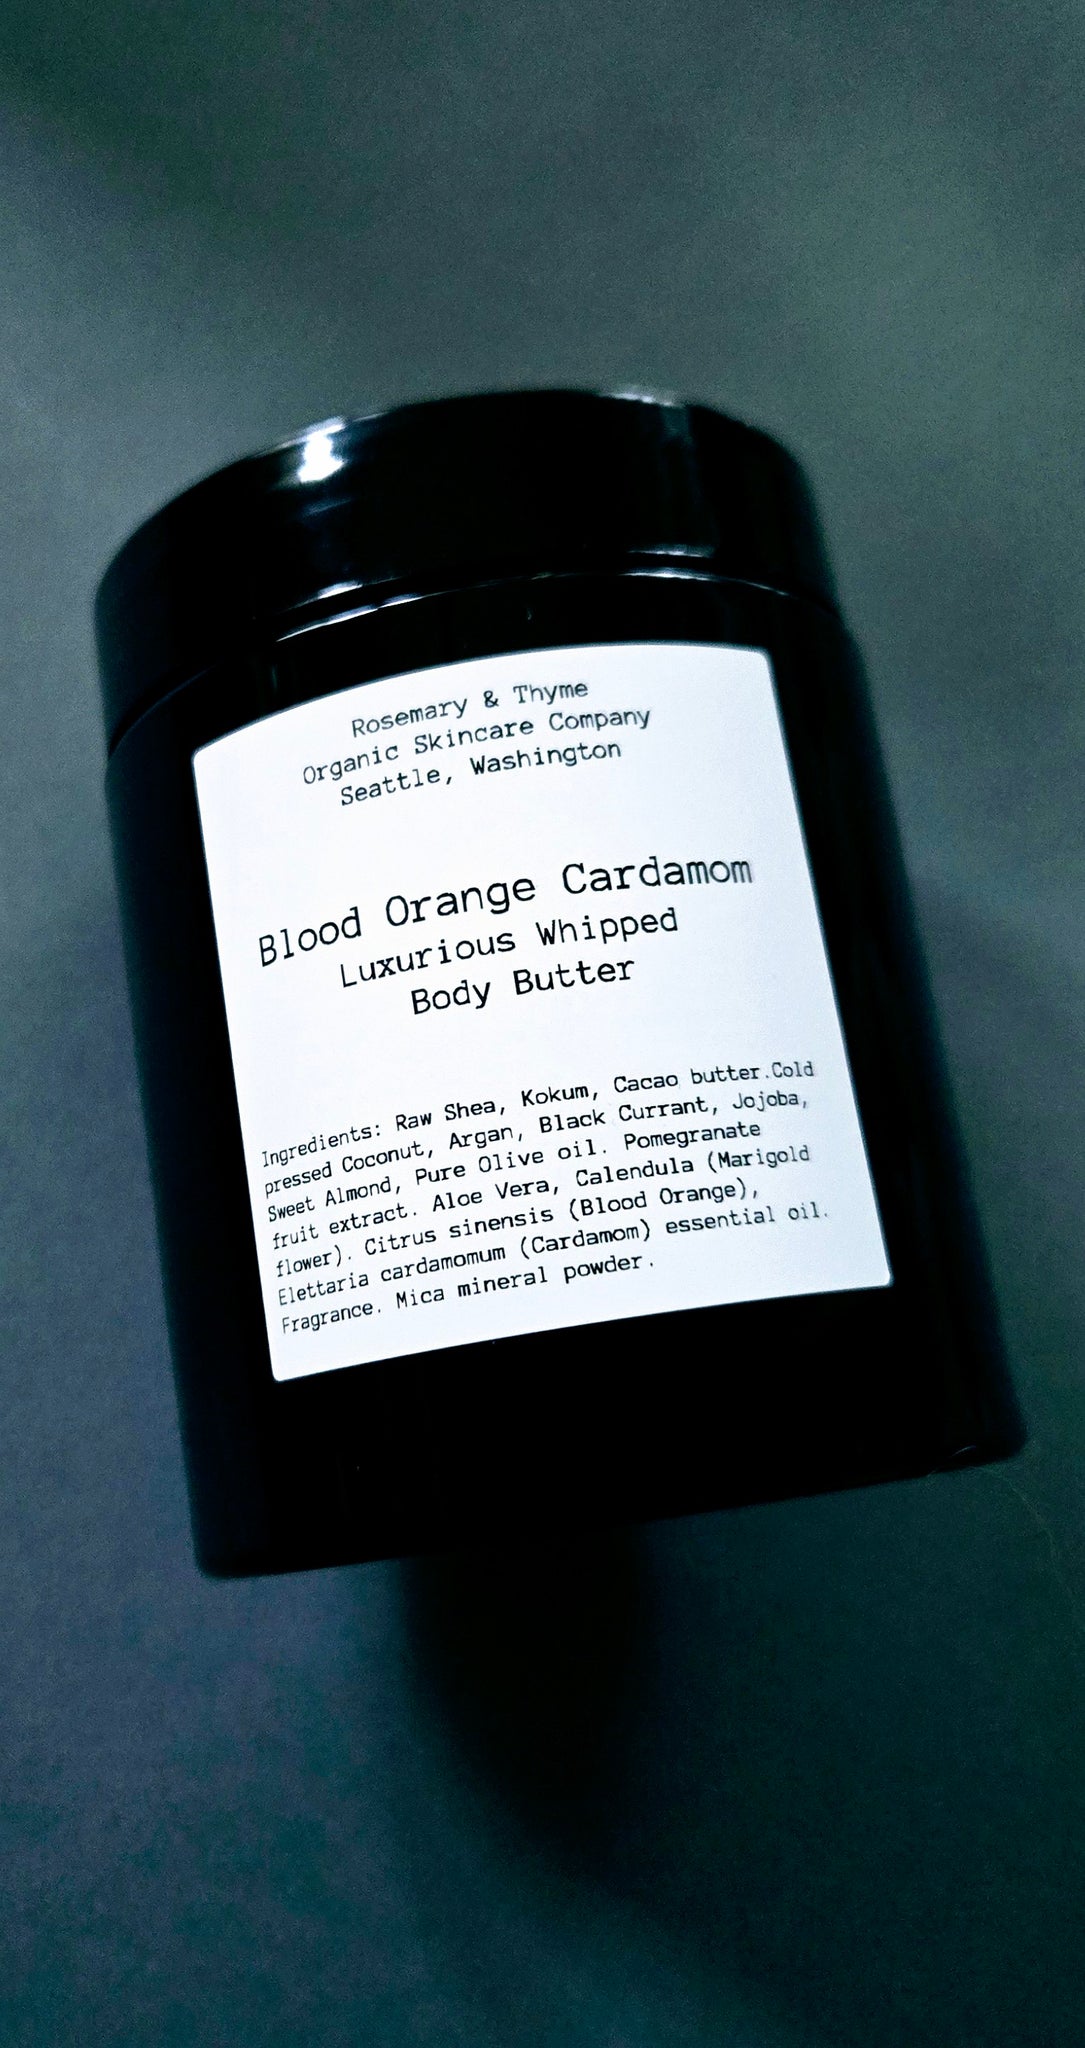 Rosemary & Thyme
Organic Skincare Company
Seattle, Washington
Blood Orange Cardamom
Luxurious Whipped
Body Butter
Ingredients: Raw Shea, Kokum, Cacao butter.Cold
pressed Coconut, Argan, Black Currant, Jojoba,
Sweet Almond, Pure Olive oil. Pomegranate
fruit extract. Aloe Vera, Calendula (Marigold
flower). Citrus sinensis (Blood Orange),
Elettaria cardamomum (Cardamom) essential oil.
Fragrance. Mica mineral powder.